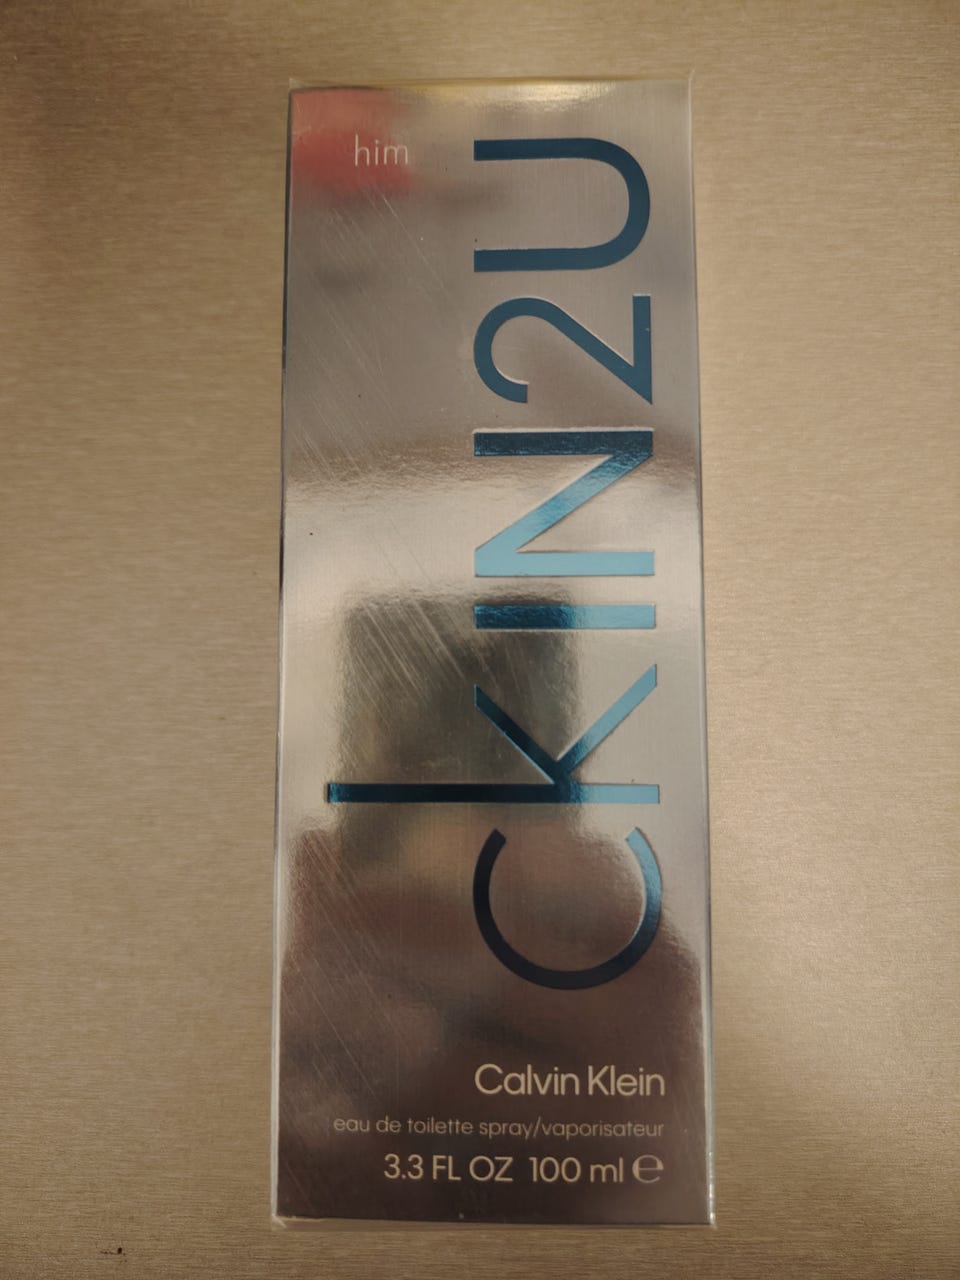 him
ckIN2U
Calvin Klein
eau de toilette spray/vaporisateur
3.3 FL OZ 100 ml ℮